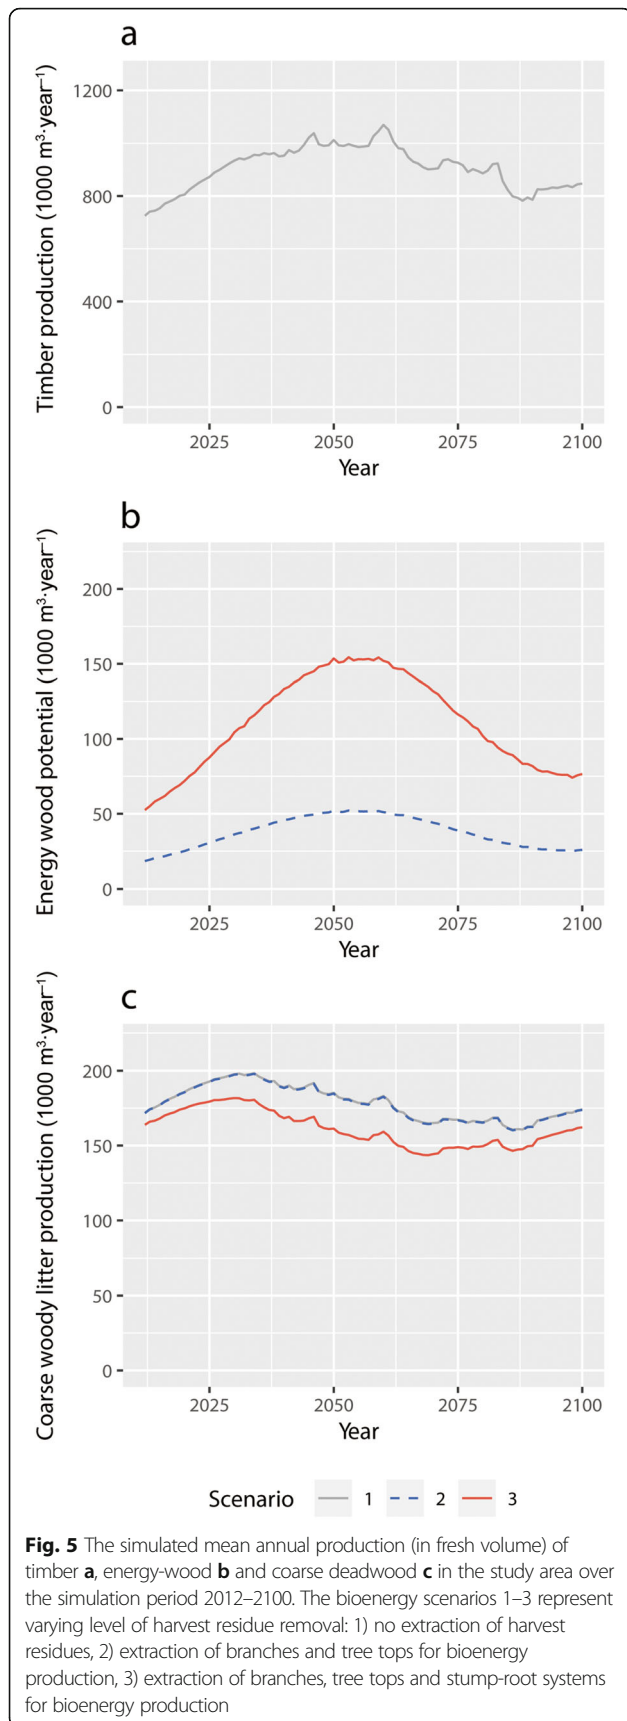 a
Timber production (1000 m³·year⁻¹)
1200
800
400
0
2025 2050 2075 2100
Year
b
Energy wood potential (1000 m³·year⁻¹)
200
150
100
50
0
2025 2050 2075 2100
Year
c
Coarse woody litter production (1000 m³·year⁻¹)
200
150
100
50
0
2025 2050 2075 2100
Year
Scenario 1 2 3
Fig. 5 The simulated mean annual production (in fresh volume) of
timber a, energy-wood b and coarse deadwood c in the study area over
the simulation period 2012–2100. The bioenergy scenarios 1–3 represent
varying level of harvest residue removal: 1) no extraction of harvest
residues, 2) extraction of branches and tree tops for bioenergy
production, 3) extraction of branches, tree tops and stump-root systems
for bioenergy production